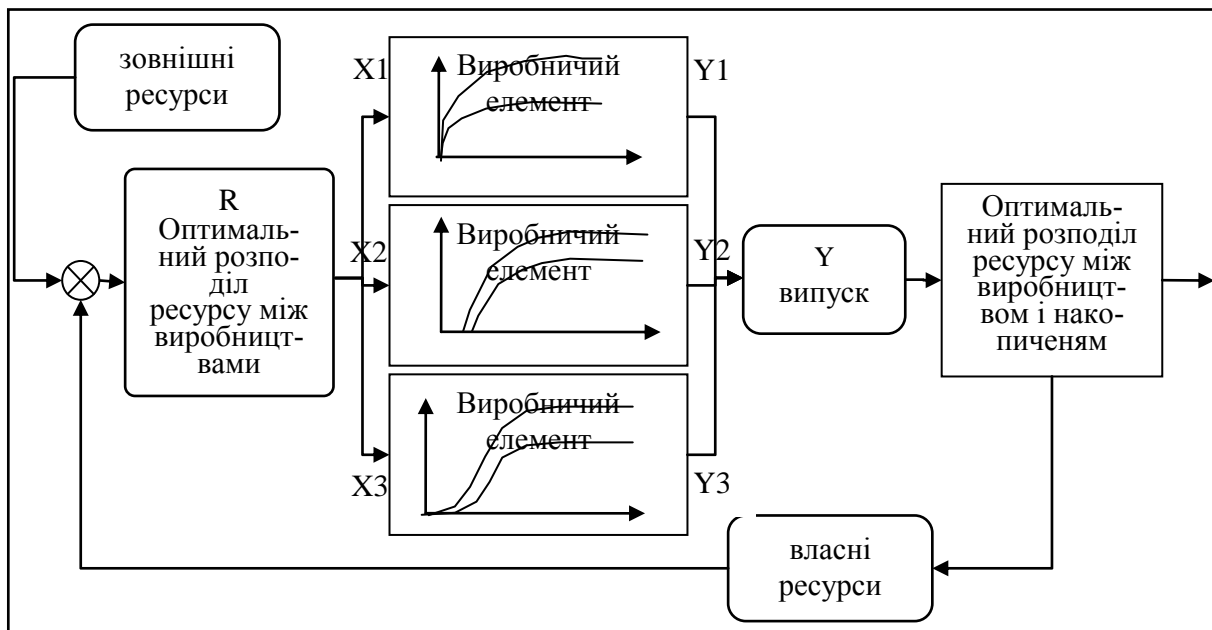 зовнішні
ресурси
R
Оптималь-
ний розпо-
діл
ресурсу між
виробницт-
вами
X1
Виробничий
елемент
Y1
X2
Виробничий
елемент
Y2
X3
Виробничий
елемент
Y3
Y
випуск
Оптималь-
ний розподіл
ресурсу між
виробницт-
вом і нако-
пиченям
власні
ресурси